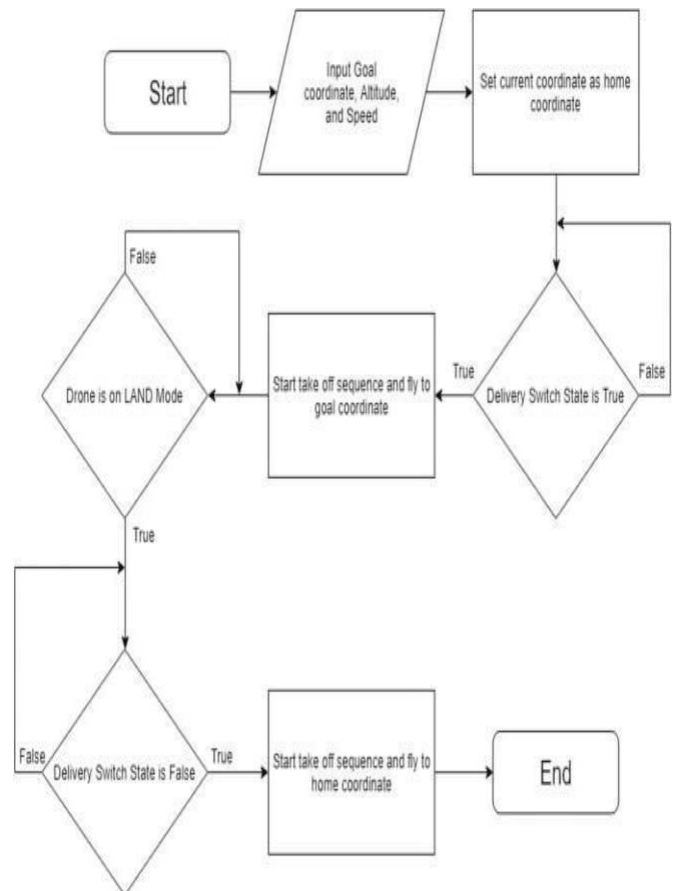 Start
Input Goal
coordinate, Altitude,
and Speed
Set current coordinate as home
coordinate
False
Drone is on LAND Mode
Start take off sequence and fly to
goal coordinate
True
Delivery Switch State is True
False
True
False
Delivery Switch State is False
True
Start take off sequence and fly to
home coordinate
End